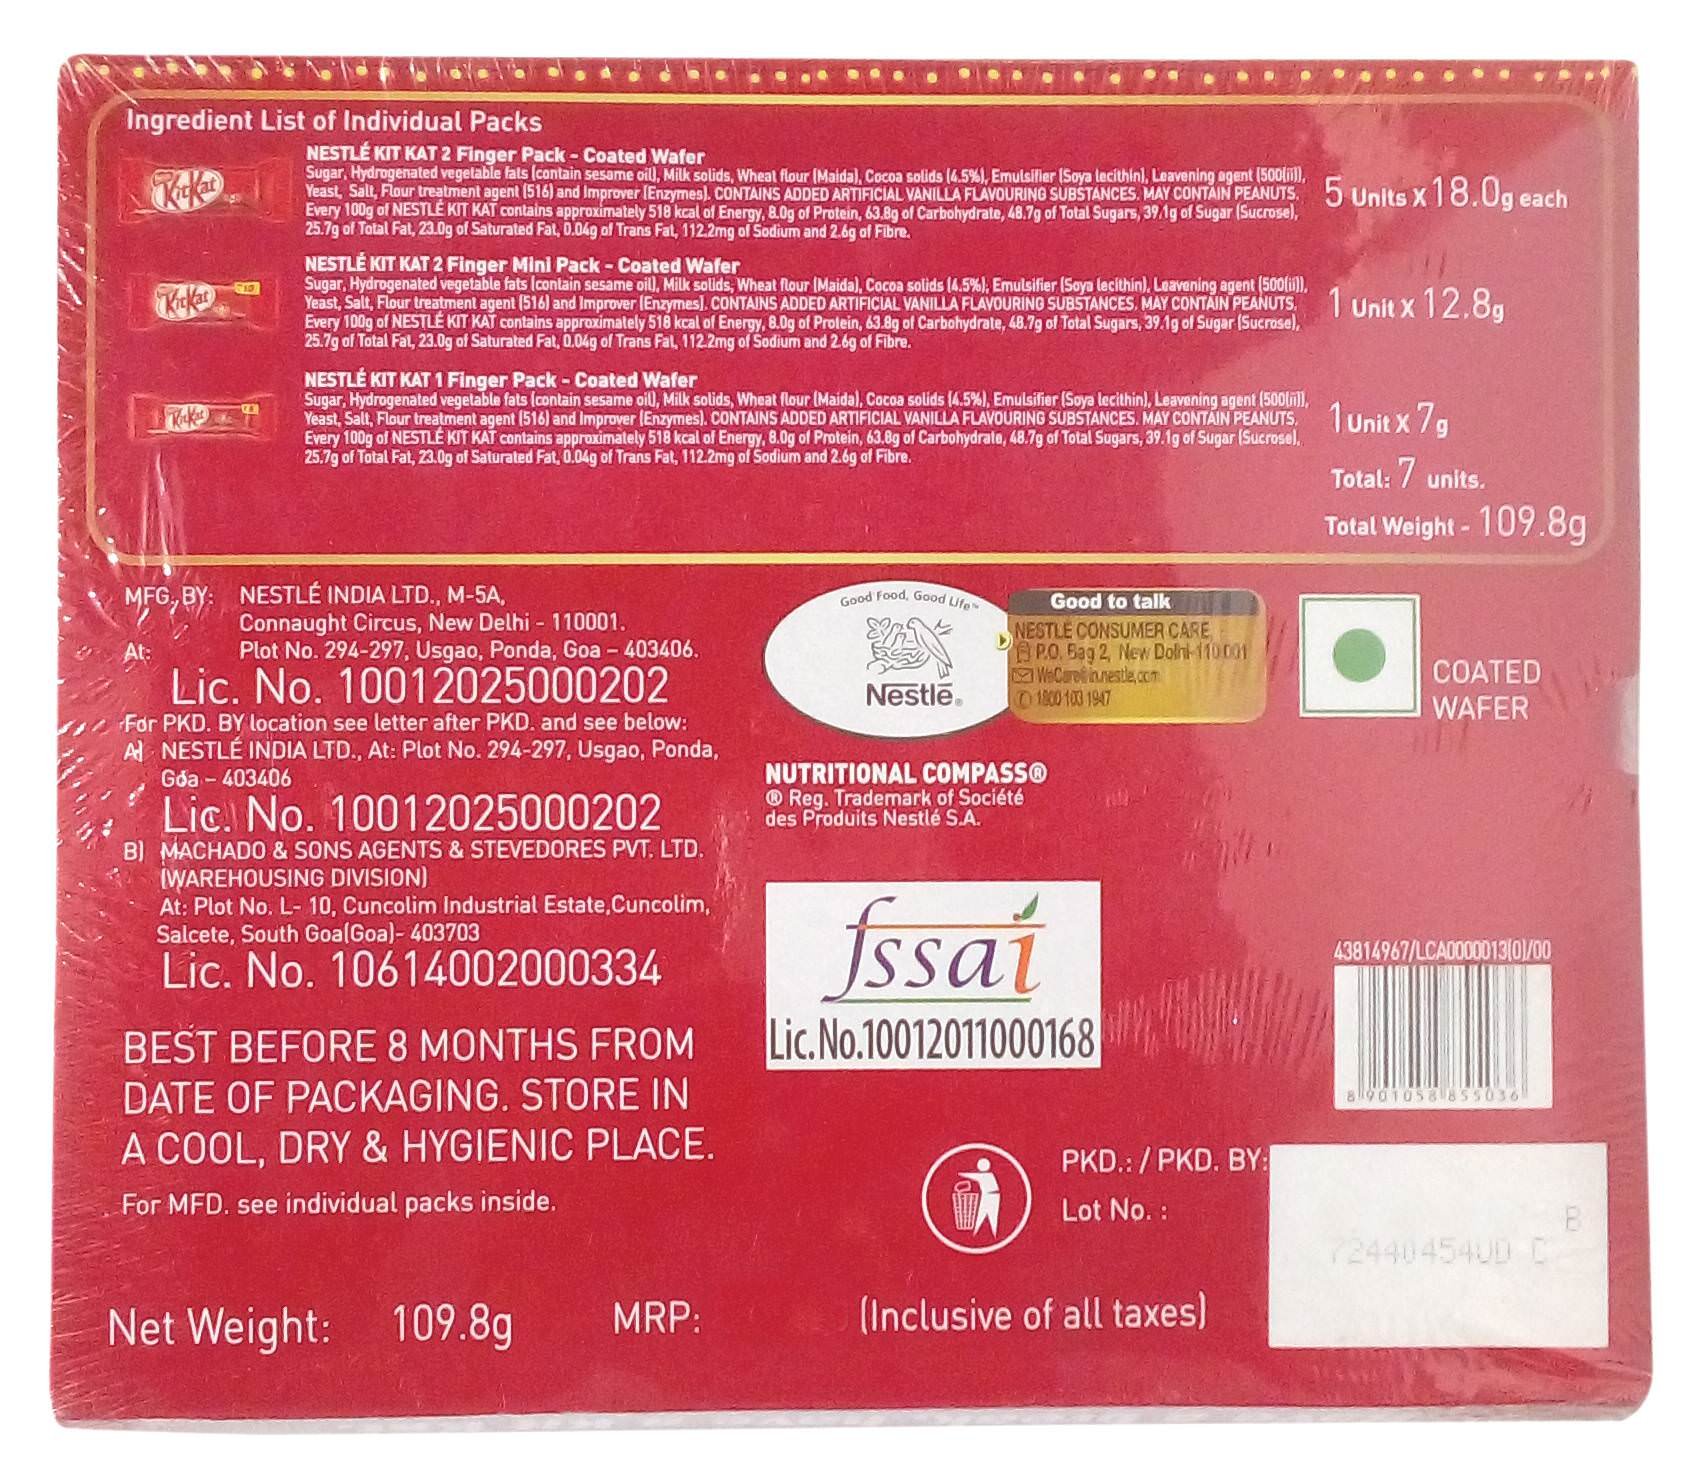 Ingredient List of Individual Packs
NESTLÉ KIT KAT 2 Finger Pack - Coated Wafer
Sugar, Hydrogenated vegetable fats (contain sesame oil), Milk solids, Wheat flour (Maida), Cocoa solids (4.5%), Emulsifier (Soya lecithin), Leavening agent (500(ii)),
Yeast, Salt, Flour treatment agent (516) and Improver (Enzymes). CONTAINS ADDED ARTIFICIAL VANILLA FLAVOURING SUBSTANCES. MAY CONTAIN PEANUTS.
Every 100g of NESTLÉ KIT KAT contains approximately 518 kcal of Energy, 8.0g of Protein, 63.8g of Carbohydrate, 48.7g of Total Sugars, 39.1g of Sugar (Sucrose),
25.7g of Total Fat, 23.0g of Saturated Fat, 0.04g of Trans Fat, 112.2mg of Sodium and 2.6g of Fibre.
KitKat
5 Units X 18.0g each
NESTLÉ KIT KAT 2 Finger Mini Pack - Coated Wafer
Sugar, Hydrogenated vegetable fats (contain sesame oil), Milk solids, Wheat flour (Maida), Cocoa solids (4.5%), Emulsifier (Soya lecithin), Leavening agent (500(ii)),
Yeast, Salt, Flour treatment agent (516) and Improver (Enzymes). CONTAINS ADDED ARTIFICIAL VANILLA FLAVOURING SUBSTANCES. MAY CONTAIN PEANUTS.
Every 100g of NESTLÉ KIT KAT contains approximately 518 kcal of Energy, 8.0g of Protein, 63.8g of Carbohydrate, 48.7g of Total Sugars, 39.1g of Sugar (Sucrose),
25.7g of Total Fat, 23.0g of Saturated Fat, 0.04g of Trans Fat, 112.2mg of Sodium and 2.6g of Fibre.
KitKat
1 Unit X 12.8g
NESTLÉ KIT KAT 1 Finger Pack - Coated Wafer
Sugar, Hydrogenated vegetable fats (contain sesame oil), Milk solids, Wheat flour (Maida), Cocoa solids (4.5%), Emulsifier (Soya lecithin), Leavening agent (500(ii)),
Yeast, Salt, Flour treatment agent (516) and Improver (Enzymes). CONTAINS ADDED ARTIFICIAL VANILLA FLAVOURING SUBSTANCES. MAY CONTAIN PEANUTS.
Every 100g of NESTLÉ KIT KAT contains approximately 518 kcal of Energy, 8.0g of Protein, 63.8g of Carbohydrate, 48.7g of Total Sugars, 39.1g of Sugar (Sucrose),
25.7g of Total Fat, 23.0g of Saturated Fat, 0.04g of Trans Fat, 112.2mg of Sodium and 2.6g of Fibre.
KitKat
1 Unit X 7g
Total: 7 units.
Total Weight - 109.8g
MFG. BY: NESTLÉ INDIA LTD., M-5A,
Connaught Circus, New Delhi - 110001.
At: Plot No. 294-297, Usgao, Ponda, Goa – 403406.
Lic. No. 10012025000202
For PKD. BY location see letter after PKD. and see below:
A) NESTLÉ INDIA LTD., At: Plot No. 294-297, Usgao, Ponda,
Goa – 403406
Lic. No. 10012025000202
B) MACHADO & SONS AGENTS & STEVEDORES PVT. LTD.
(WAREHOUSING DIVISION)
At: Plot No. L- 10, Cuncolim Industrial Estate,Cuncolim,
Salcete, South Goa(Goa)- 403703
Lic. No. 10614002000334
BEST BEFORE 8 MONTHS FROM
DATE OF PACKAGING. STORE IN
A COOL, DRY & HYGIENIC PLACE.
For MFD. see individual packs inside.
Good Food, Good Life™
Nestlé®
Good to talk
NESTLÉ CONSUMER CARE,
P.O. Bag 2, New Delhi-110 001
WeCare@in.nestle.com
1800 103 1947
COATED
WAFER
NUTRITIONAL COMPASS®
® Reg. Trademark of Société
des Produits Nestlé S.A.
fssai
Lic. No. 10012011000168
43814967/LCA0000013(0)/00
8 901058 855036
PKD.: / PKD. BY:
Lot No. :
B
72440454UD C
Net Weight: 109.8g
MRP:
(Inclusive of all taxes)